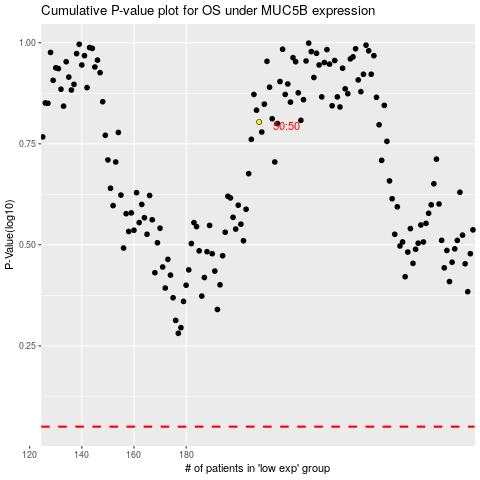 Cumulative P-value plot for OS under MUC5B expression
1.00
0.75
0.50
0.25
P-Value(log10)
50:50
120 140 160 180
# of patients in 'low exp' group